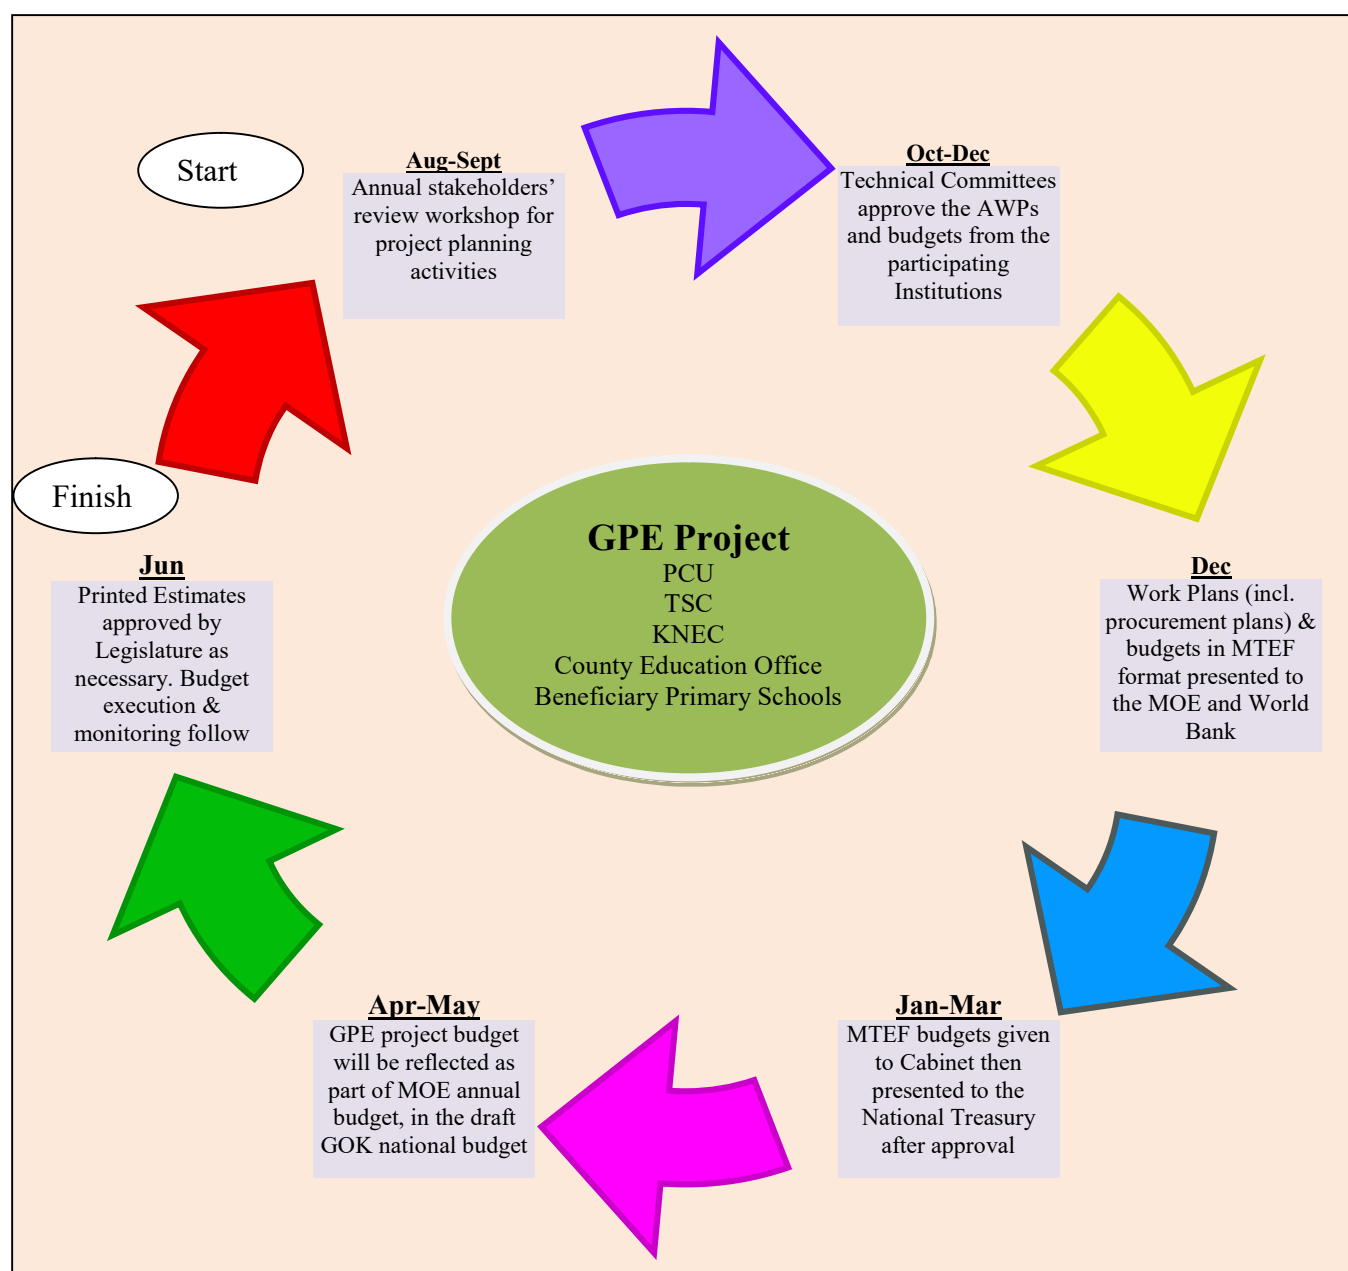 Start
Aug-Sept
Annual stakeholders’
review workshop for
project planning
activities
Oct-Dec
Technical Committees
approve the AWPs
and budgets from the
participating
Institutions
Dec
Work Plans (incl.
procurement plans) &
budgets in MTEF
format presented to
the MOE and World
Bank
Jan-Mar
MTEF budgets given
to Cabinet then
presented to the
National Treasury
after approval
Apr-May
GPE project budget
will be reflected as
part of MOE annual
budget, in the draft
GOK national budget
Finish
Jun
Printed Estimates
approved by
Legislature as
necessary. Budget
execution &
monitoring follow
GPE Project
PCU
TSC
KNEC
County Education Office
Beneficiary Primary Schools